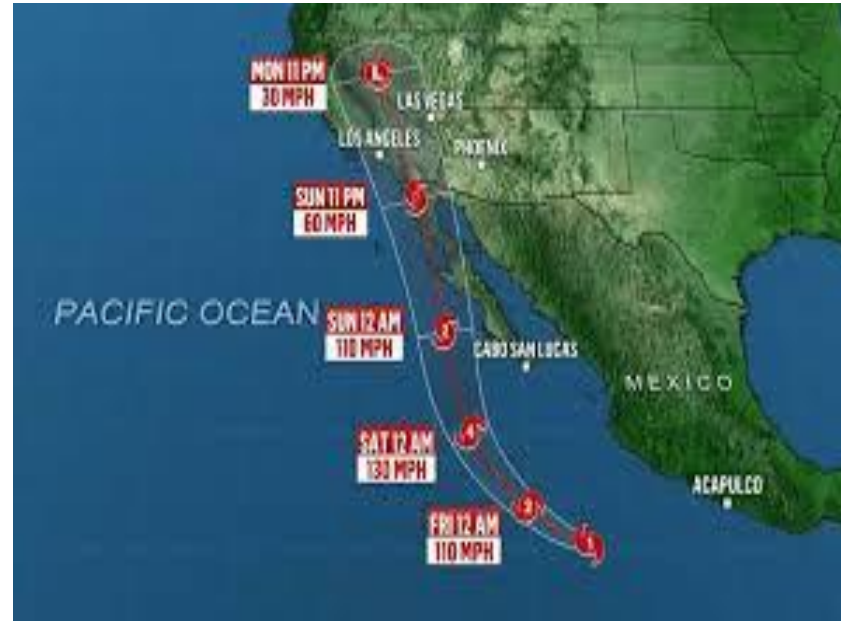 MON 11 PM
30 MPH
LAS VEGAS
LOS ANGELES
PHOENIX
SUN 11 PM
60 MPH
PACIFIC OCEAN
SUN 12 AM
110 MPH
CABO SAN LUCAS
MEXICO
SAT 12 AM
130 MPH
4
ACAPULCO
FRI 12 AM
110 MPH